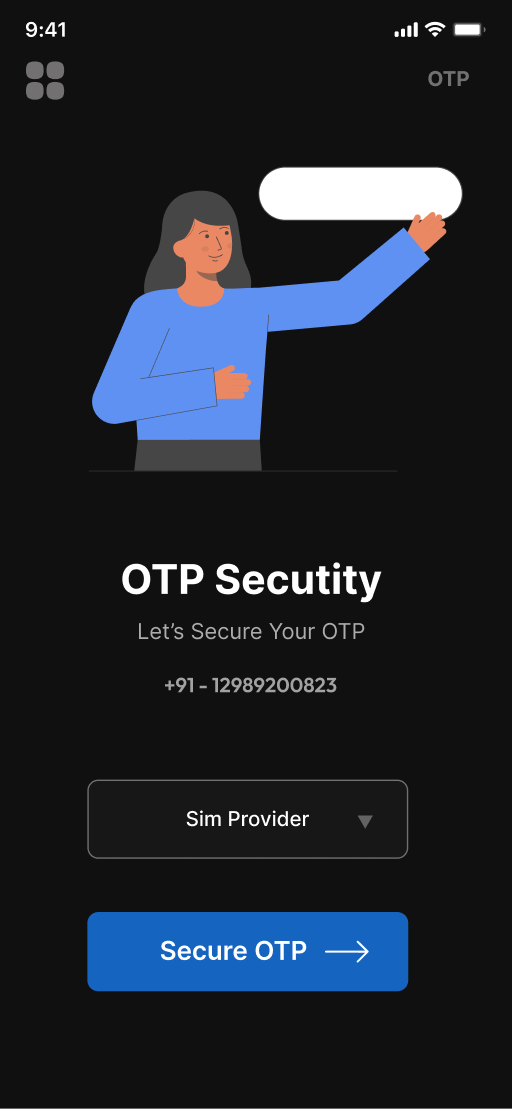 9:41
OTP
OTP Secutity
Let’s Secure Your OTP
+91 - 12989200823
Sim Provider
Secure OTP